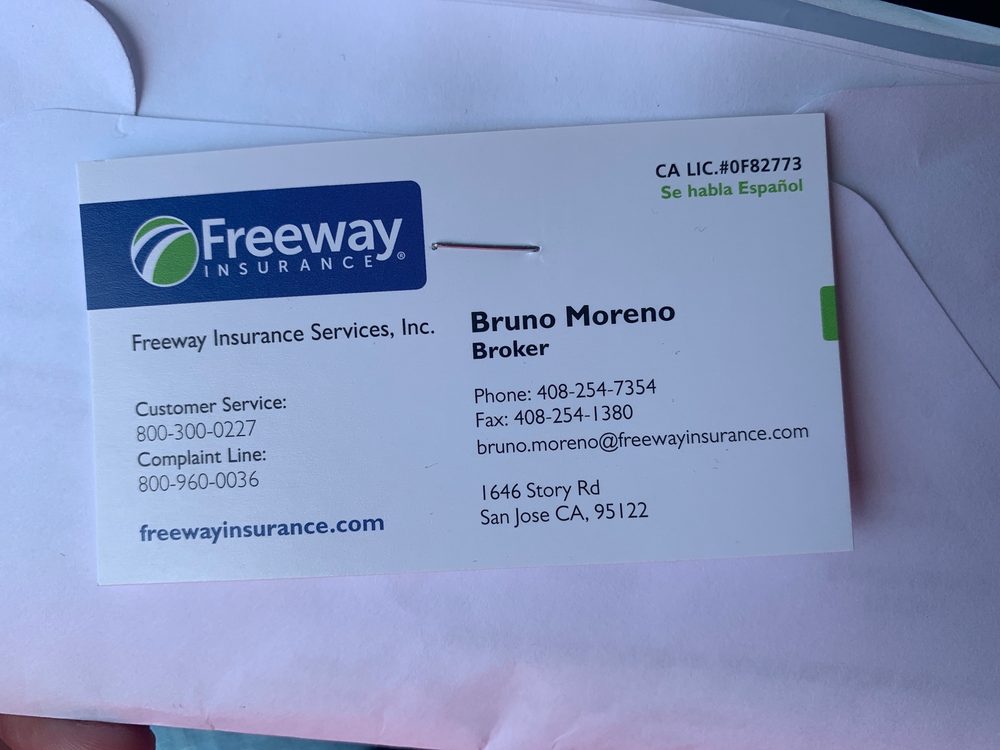 Freeway®
INSURANCE
CA LIC.#0F82773
Se habla Español
Freeway Insurance Services, Inc.
Customer Service:
800-300-0227
Complaint Line:
800-960-0036
freewayinsurance.com
Bruno Moreno
Broker
Phone: 408-254-7354
Fax: 408-254-1380
bruno.moreno@freewayinsurance.com
1646 Story Rd
San Jose CA, 95122